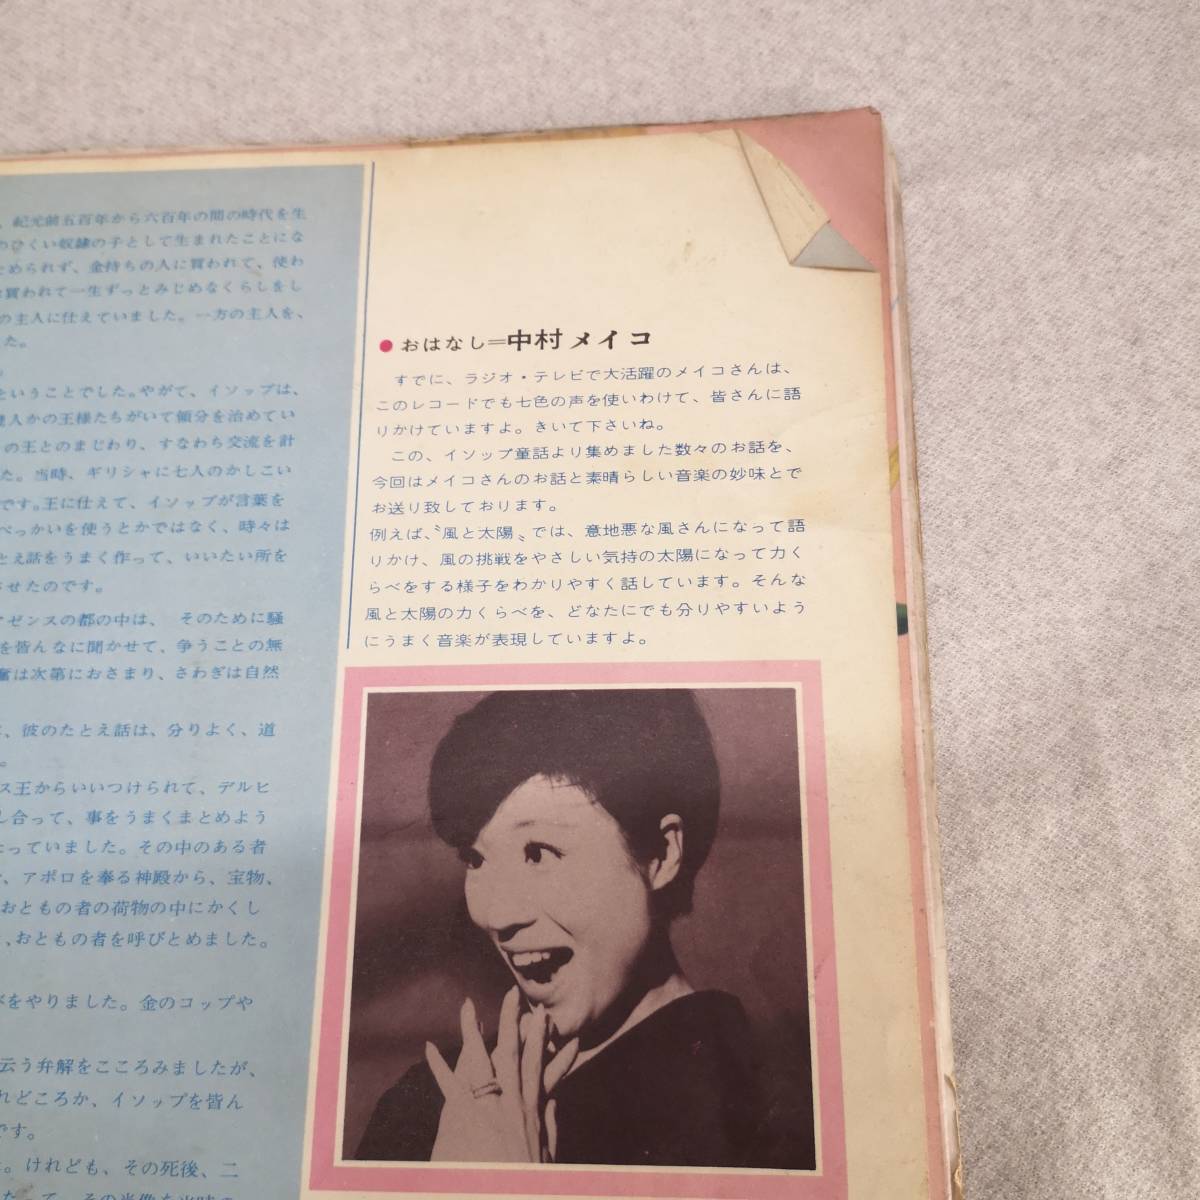 、紀元前五百年から六百年の間の時代を生
のひくい奴隷の子として生まれたことにな
とめられず、金持ちの人に買われて、使わ
買われて一生ずっとみじめなくらしをし
の主人に仕えていました。一方の主人を、
た。
。
ということでした。やがて、イソップは、
人かの王様たちがいて領分を治めてい
の王とのまじわり、すなわち交流を計
た。当時、ギリシャに七人のかしこい
です。王に仕えて、イソップが言葉を
べっかいを使うとかではなく、時々は
とえ話をうまく作って、いいたい所を
させたのです。
アゼンスの都の中は、 そのために騒
を皆んなに聞かせて、争うことの無
奮は次第におさまり、さわぎは自然
、彼のたとえ話は、分りよく、道
。
ス王からいいつけられて、デルヒ
し合って、事をうまくまとめよう
なっていました。その中のある者
、アポロを奉る神殿から、宝物、
おともの者の荷物の中にかくし
、おともの者を呼びとめました。
をやりました。金のコップや
云う弁解をこころみましたが、
れどころか、イソップを皆ん
です。
。けれども、その死後、二
● おはなし＝中村メイコ
すでに、ラジオ・テレビで大活躍のメイコさんは、
このレコードでも七色の声を使いわけて、皆さんに語
りかけていますよ。きいて下さいね。
この、イソップ童話より集めました数々のお話を、
今回はメイコさんのお話と素晴らしい音楽の妙味とで
お送り致しております。
例えば、〝風と太陽〟では、意地悪な風さんになって語
りかけ、風の挑戦をやさしい気持の太陽になって力く
らべをする様子をわかりやすく話しています。そんな
風と太陽の力くらべを、どなたにでも分りやすいよう
にうまく音楽が表現していますよ。